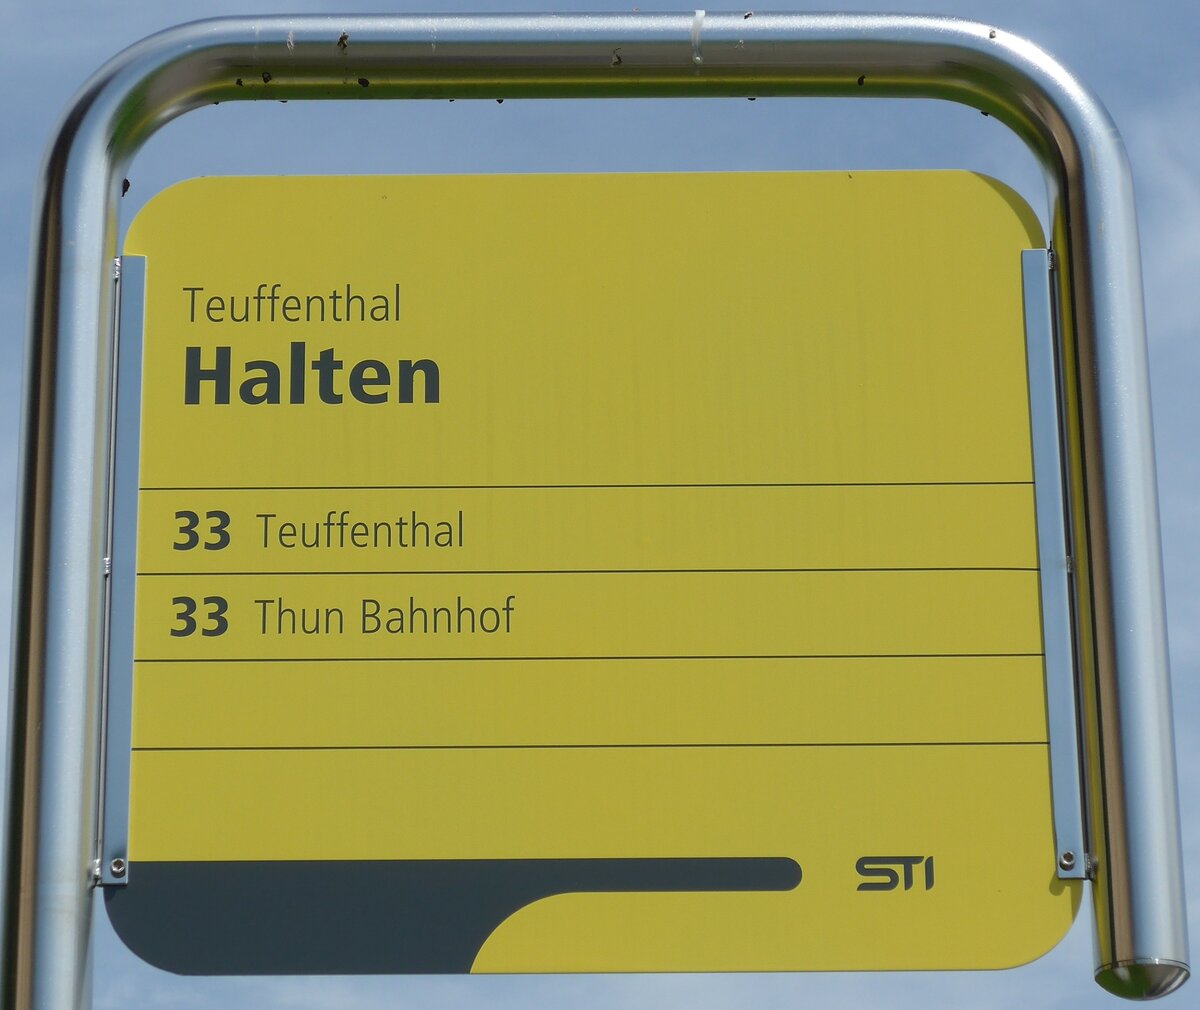 Teuffenthal
Halten
33 Teuffenthal
33 Thun Bahnhof
STI